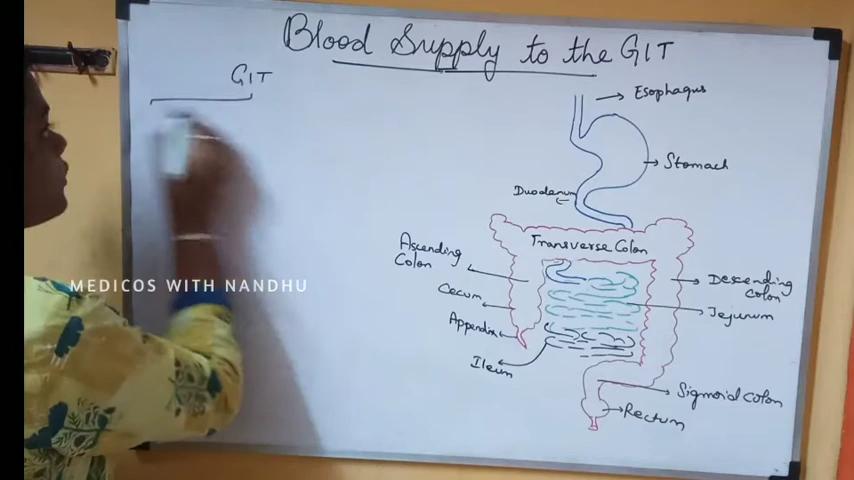 Blood Supply to the GIT
GIT
Esophagus
Stomach
Duodenum
Transverse Colon
Ascending
Colon
Descending
Colon
Cecum
Jejunum
Appendix
Ileum
Sigmoid Colon
Rectum
MEDICOS WITH NANDHU